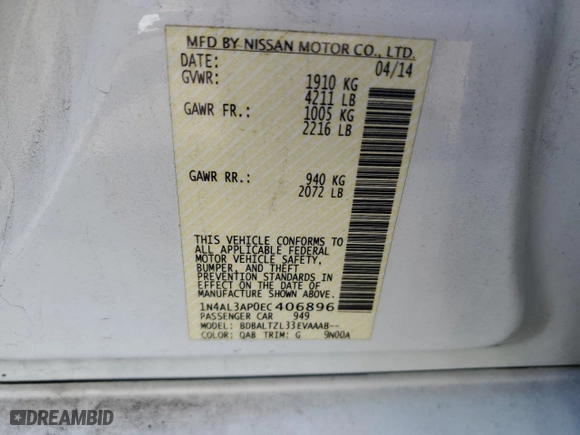 MFD BY NISSAN MOTOR CO., LTD.
DATE: 04/14
GVWR: 1910 KG
4211 LB
GAWR FR.: 1005 KG
2216 LB
GAWR RR.: 940 KG
2072 LB
THIS VEHICLE CONFORMS TO
ALL APPLICABLE FEDERAL
MOTOR VEHICLE SAFETY,
BUMPER, AND THEFT
PREVENTION STANDARDS IN
EFFECT ON THE DATE OF
MANUFACTURE SHOWN ABOVE.
1N4AL3AP0EC406896
PASSENGER CAR 949
MODEL: BDBALTZL33EVAAAB--
COLOR: QAB TRIM: G 9N00A
DREAMBID